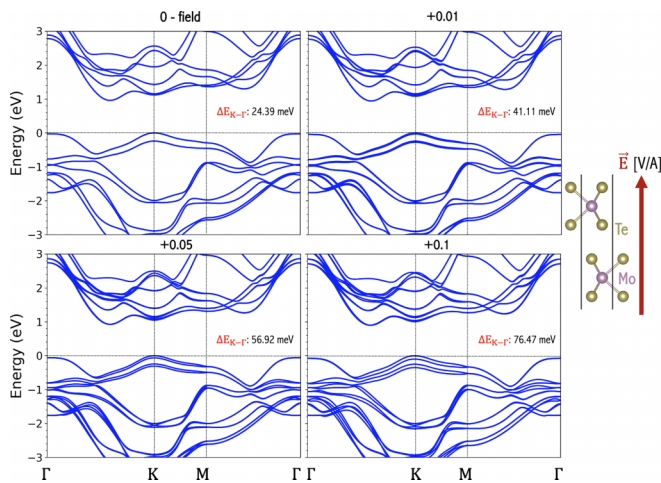 0 - field
+0.01
3
2
1
0
−1
−2
−3
Energy (eV)
ΔE_K−Γ: 24.39 meV
ΔE_K−Γ: 41.11 meV
E⃗ [V/A]
Te
Mo
+0.05
+0.1
3
2
1
0
−1
−2
−3
Energy (eV)
ΔE_K−Γ: 56.92 meV
ΔE_K−Γ: 76.47 meV
Γ K M Γ Γ K M Γ